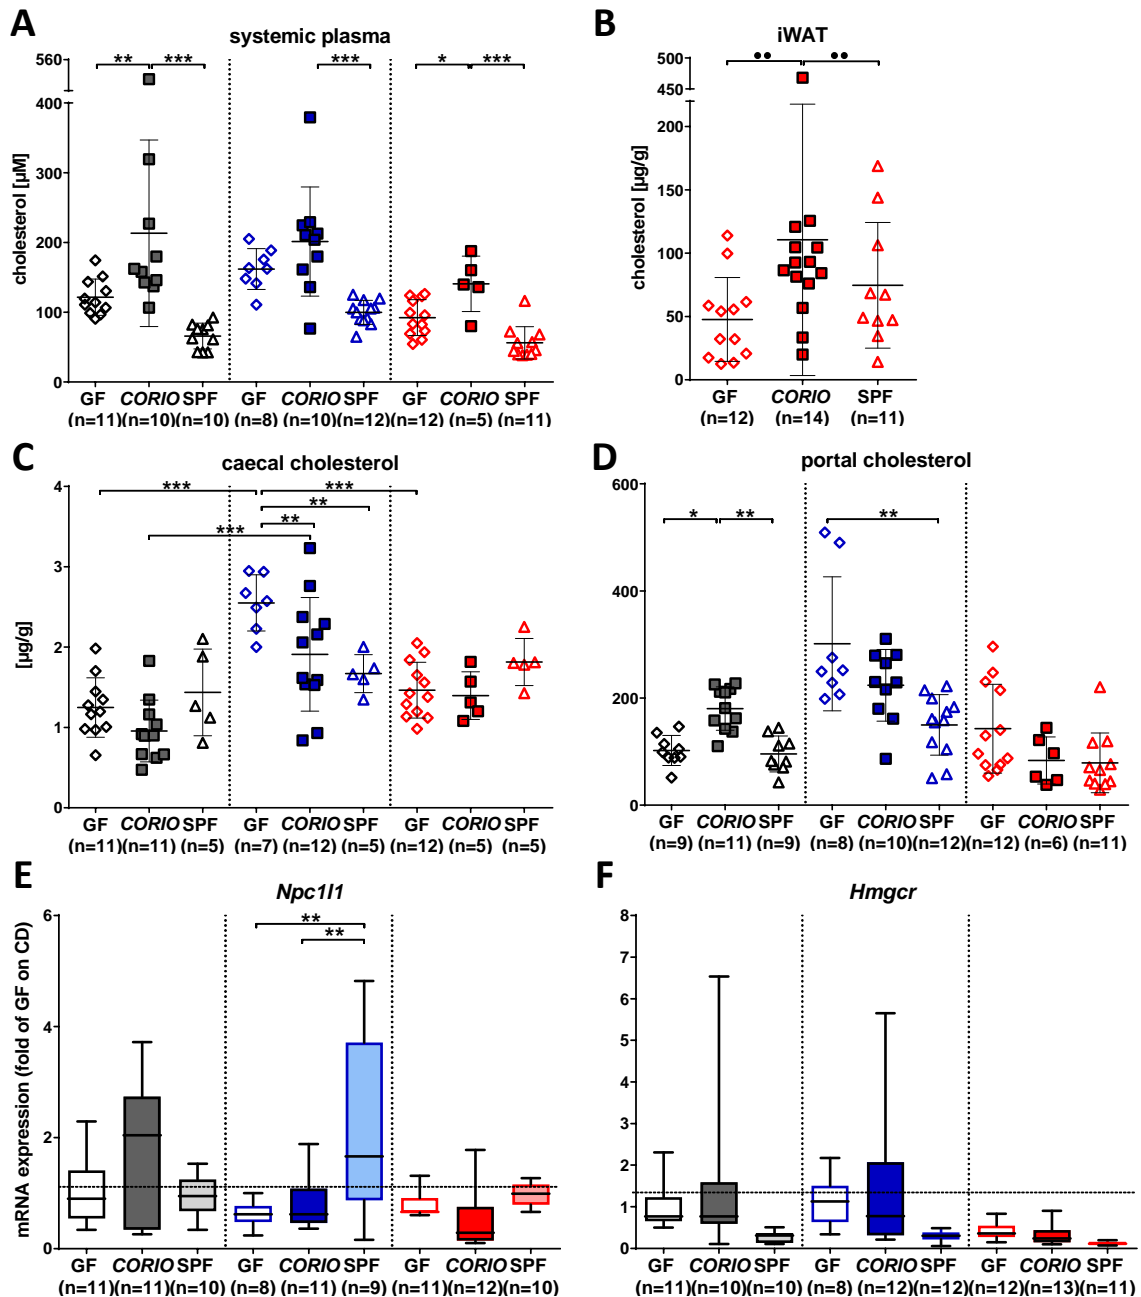 A
systemic plasma
** *** *** * ***
560
400
300
200
100
0
cholesterol [µM]
GF CORIO SPF GF CORIO SPF GF CORIO SPF
(n=11)(n=10)(n=10) (n=8) (n=10)(n=12) (n=12) (n=5) (n=11)
B
iWAT
•• ••
500
450
200
150
100
50
0
cholesterol [µg/g]
GF CORIO SPF
(n=12) (n=14) (n=11)
C
caecal cholesterol
*** ***
**
**
***
4
3
2
1
0
[µg/g]
GF CORIO SPF GF CORIO SPF GF CORIO SPF
(n=11)(n=11) (n=5) (n=7) (n=12) (n=5) (n=12) (n=5) (n=5)
D
portal cholesterol
* ** **
600
400
200
0
GF CORIO SPF GF CORIO SPF GF CORIO SPF
(n=9) (n=11) (n=9) (n=8) (n=10) (n=12)(n=12) (n=6) (n=11)
E
Npc1l1
**
**
6
4
2
0
mRNA expression (fold of GF on CD)
GF CORIO SPF GF CORIO SPF GF CORIO SPF
(n=11)(n=11)(n=10) (n=8) (n=11) (n=9) (n=11) (n=12) (n=10)
F
Hmgcr
8
7
6
5
4
3
2
1
0
GF CORIO SPF GF CORIO SPF GF CORIO SPF
(n=11) (n=10) (n=10) (n=8) (n=12) (n=12) (n=12) (n=13) (n=11)